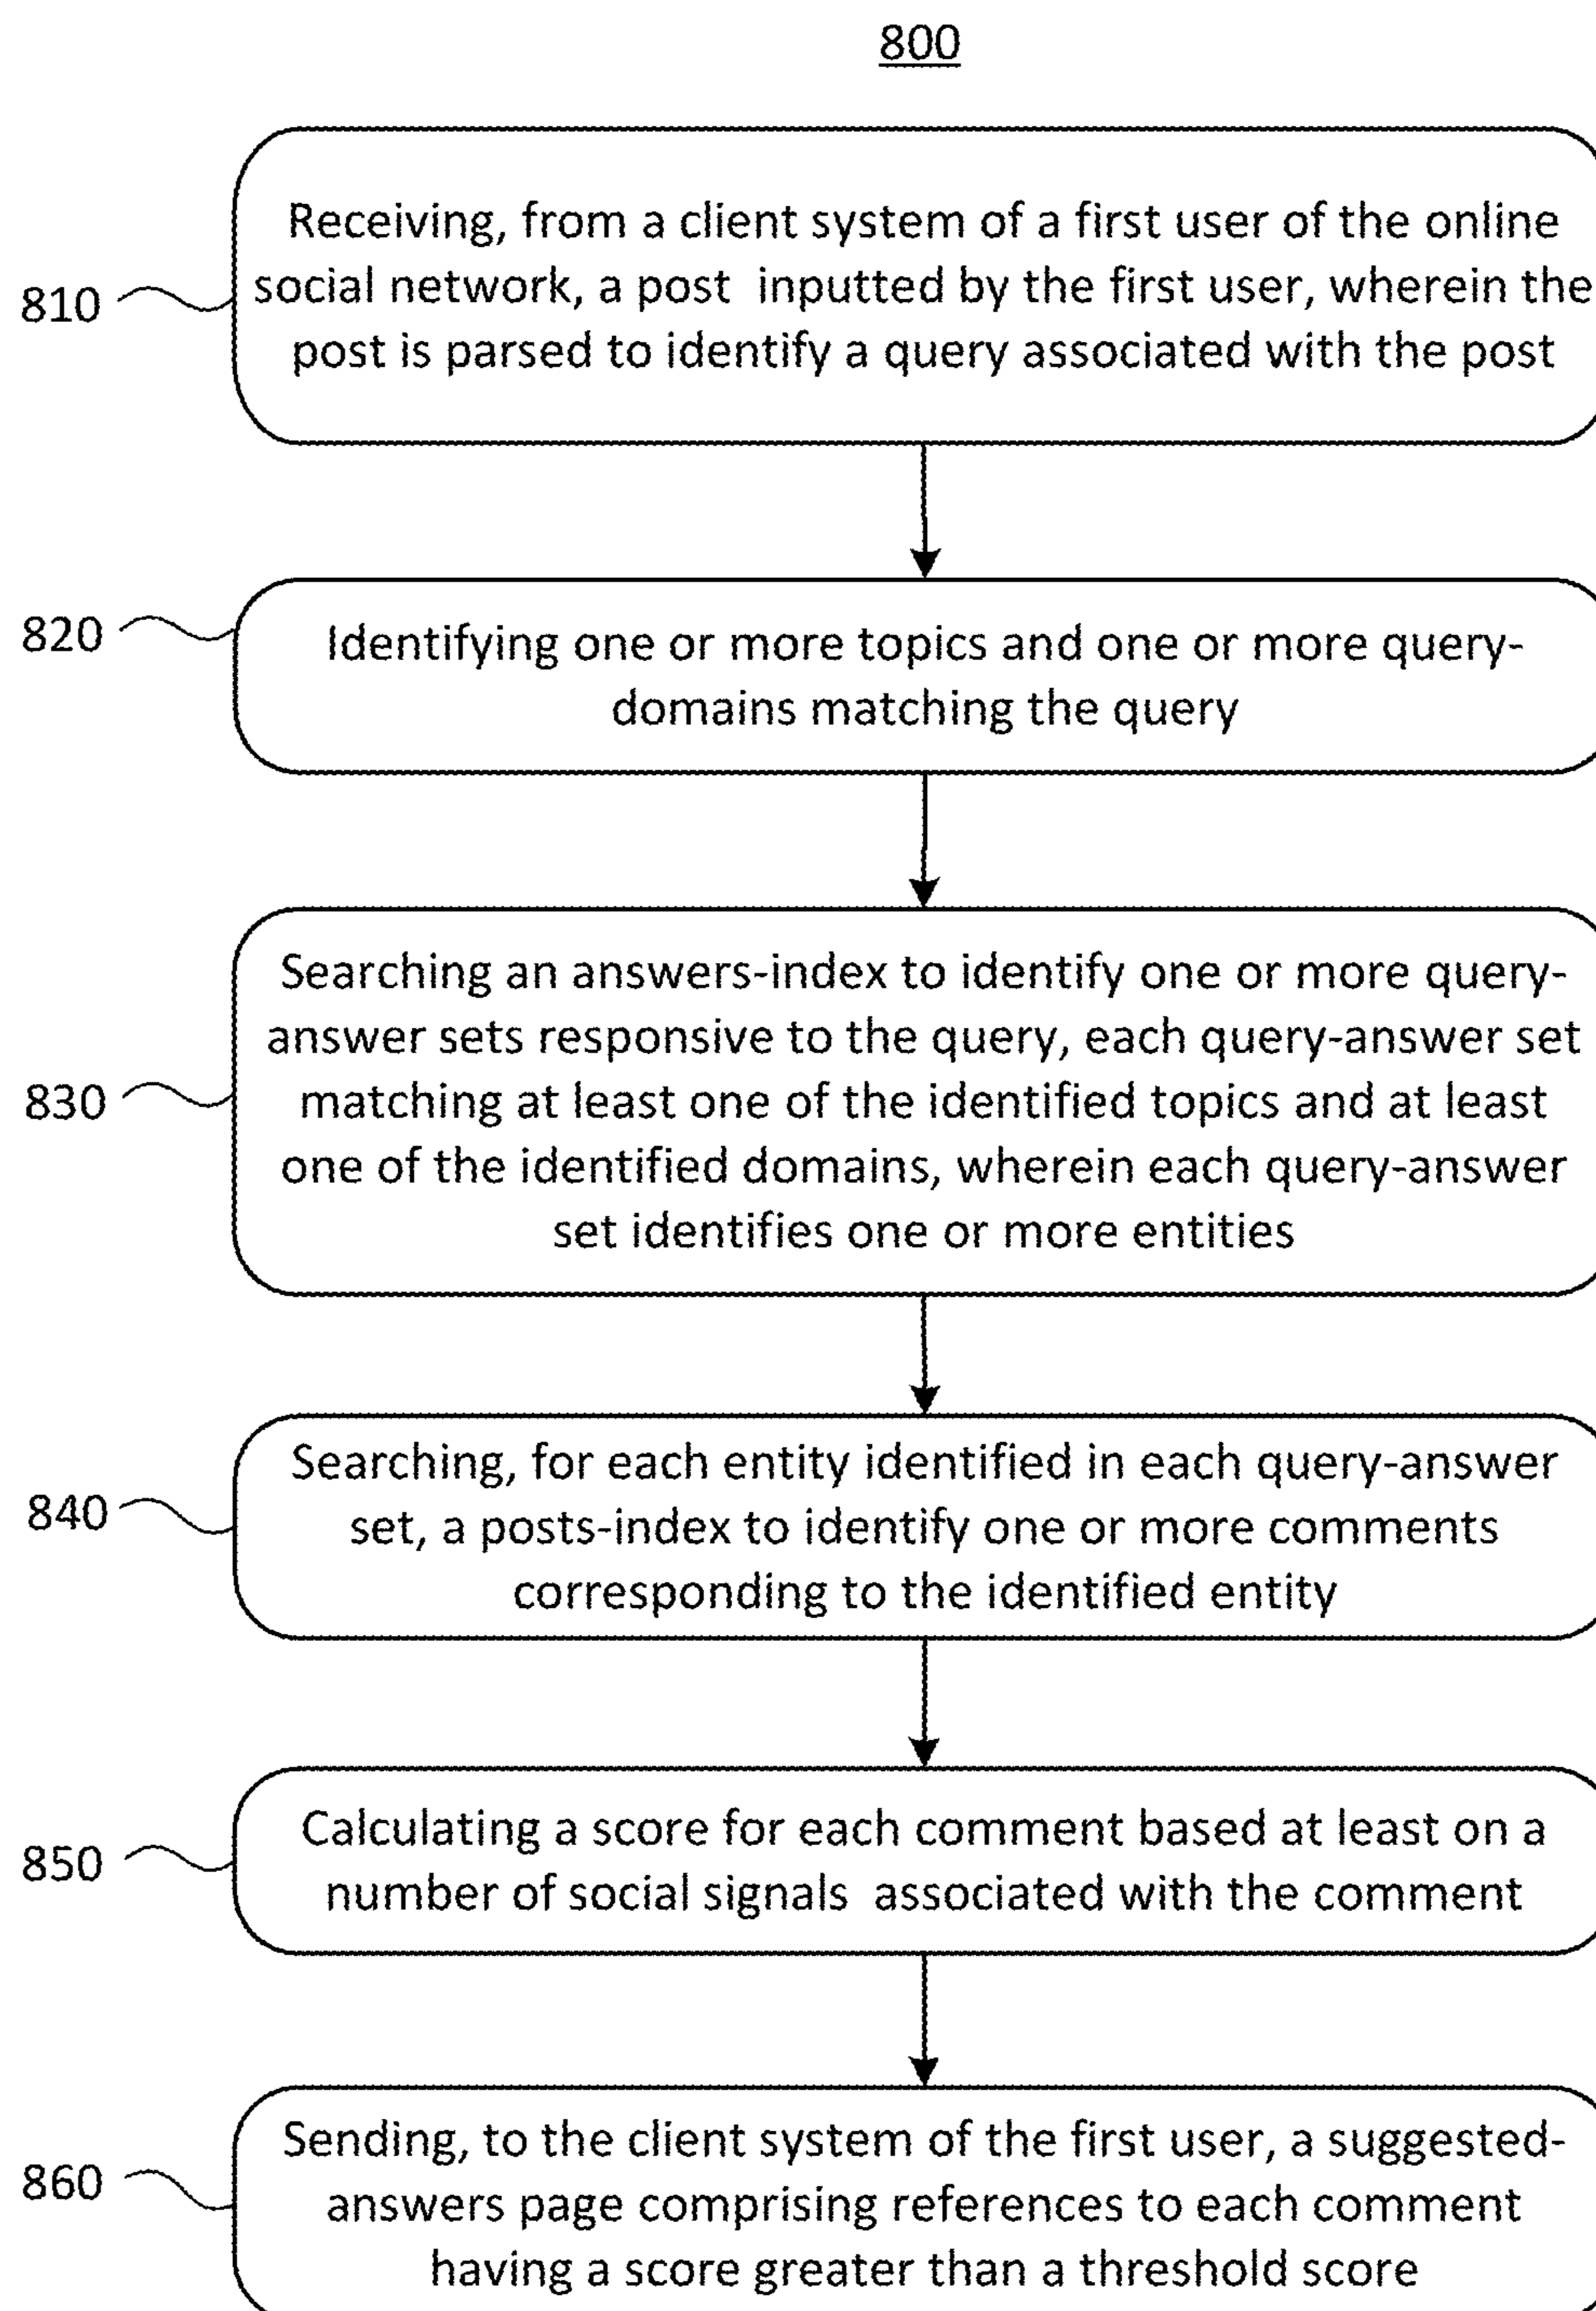 800
810
Receiving, from a client system of a first user of the online
social network, a post inputted by the first user, wherein the
post is parsed to identify a query associated with the post
820
Identifying one or more topics and one or more query-
domains matching the query
830
Searching an answers-index to identify one or more query-
answer sets responsive to the query, each query-answer set
matching at least one of the identified topics and at least
one of the identified domains, wherein each query-answer
set identifies one or more entities
840
Searching, for each entity identified in each query-answer
set, a posts-index to identify one or more comments
corresponding to the identified entity
850
Calculating a score for each comment based at least on a
number of social signals associated with the comment
860
Sending, to the client system of the first user, a suggested-
answers page comprising references to each comment
having a score greater than a threshold score